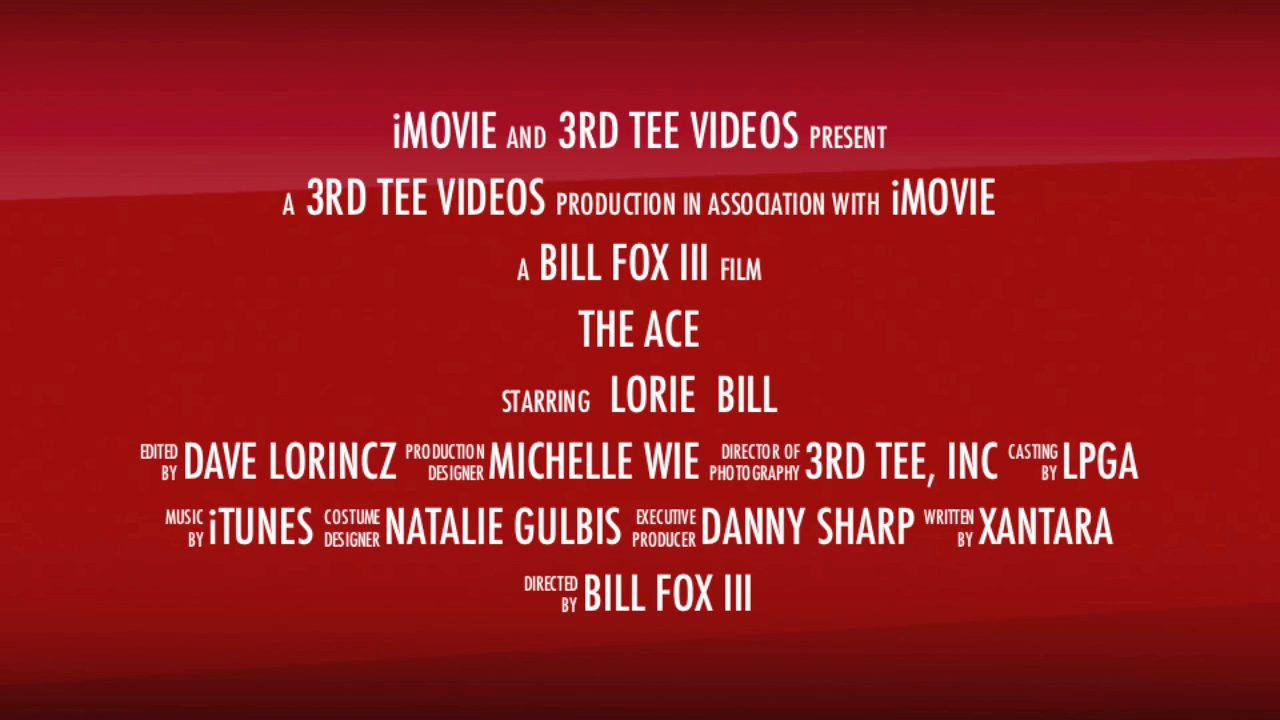 iMOVIE AND 3RD TEE VIDEOS PRESENT
A 3RD TEE VIDEOS PRODUCTION IN ASSOCIATION WITH iMOVIE
A BILL FOX III FILM
THE ACE
STARRING LORIE BILL
EDITED BY DAVE LORINCZ PRODUCTION DESIGNER MICHELLE WIE DIRECTOR OF PHOTOGRAPHY 3RD TEE, INC CASTING BY LPGA
MUSIC BY iTUNES COSTUME DESIGNER NATALIE GULBIS EXECUTIVE PRODUCER DANNY SHARP WRITTEN BY XANTARA
DIRECTED BY BILL FOX III